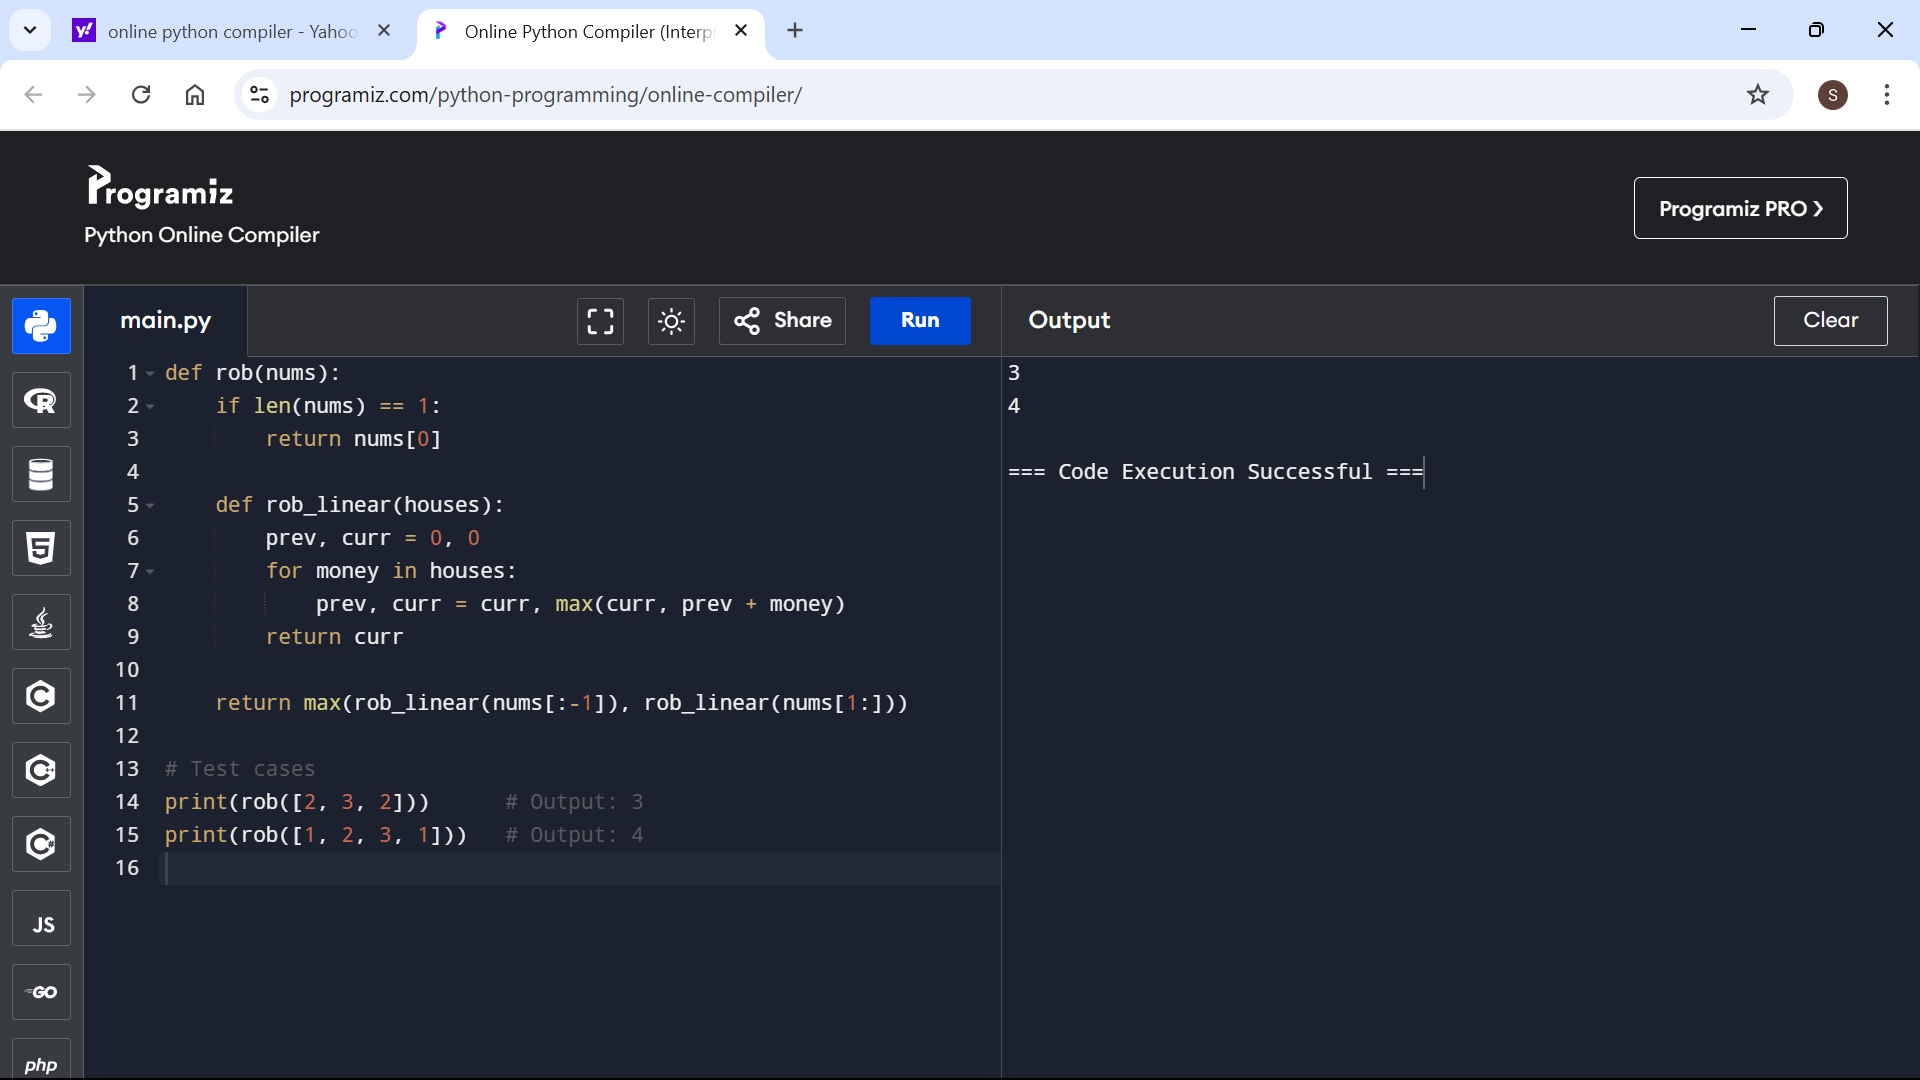 online python compiler - Yahoo
Online Python Compiler (Interp
programiz.com/python-programming/online-compiler/
S
Programiz
Python Online Compiler
Programiz PRO ❯
main.py
Share
Run
Output
Clear
1 def rob(nums):
2     if len(nums) == 1:
3         return nums[0]
4
5     def rob_linear(houses):
6         prev, curr = 0, 0
7         for money in houses:
8             prev, curr = curr, max(curr, prev + money)
9         return curr
10
11     return max(rob_linear(nums[:-1]), rob_linear(nums[1:]))
12
13 # Test cases
14 print(rob([2, 3, 2]))      # Output: 3
15 print(rob([1, 2, 3, 1]))   # Output: 4
16
3
4
=== Code Execution Successful ===
R
5
C
C++
C#
JS
GO
php